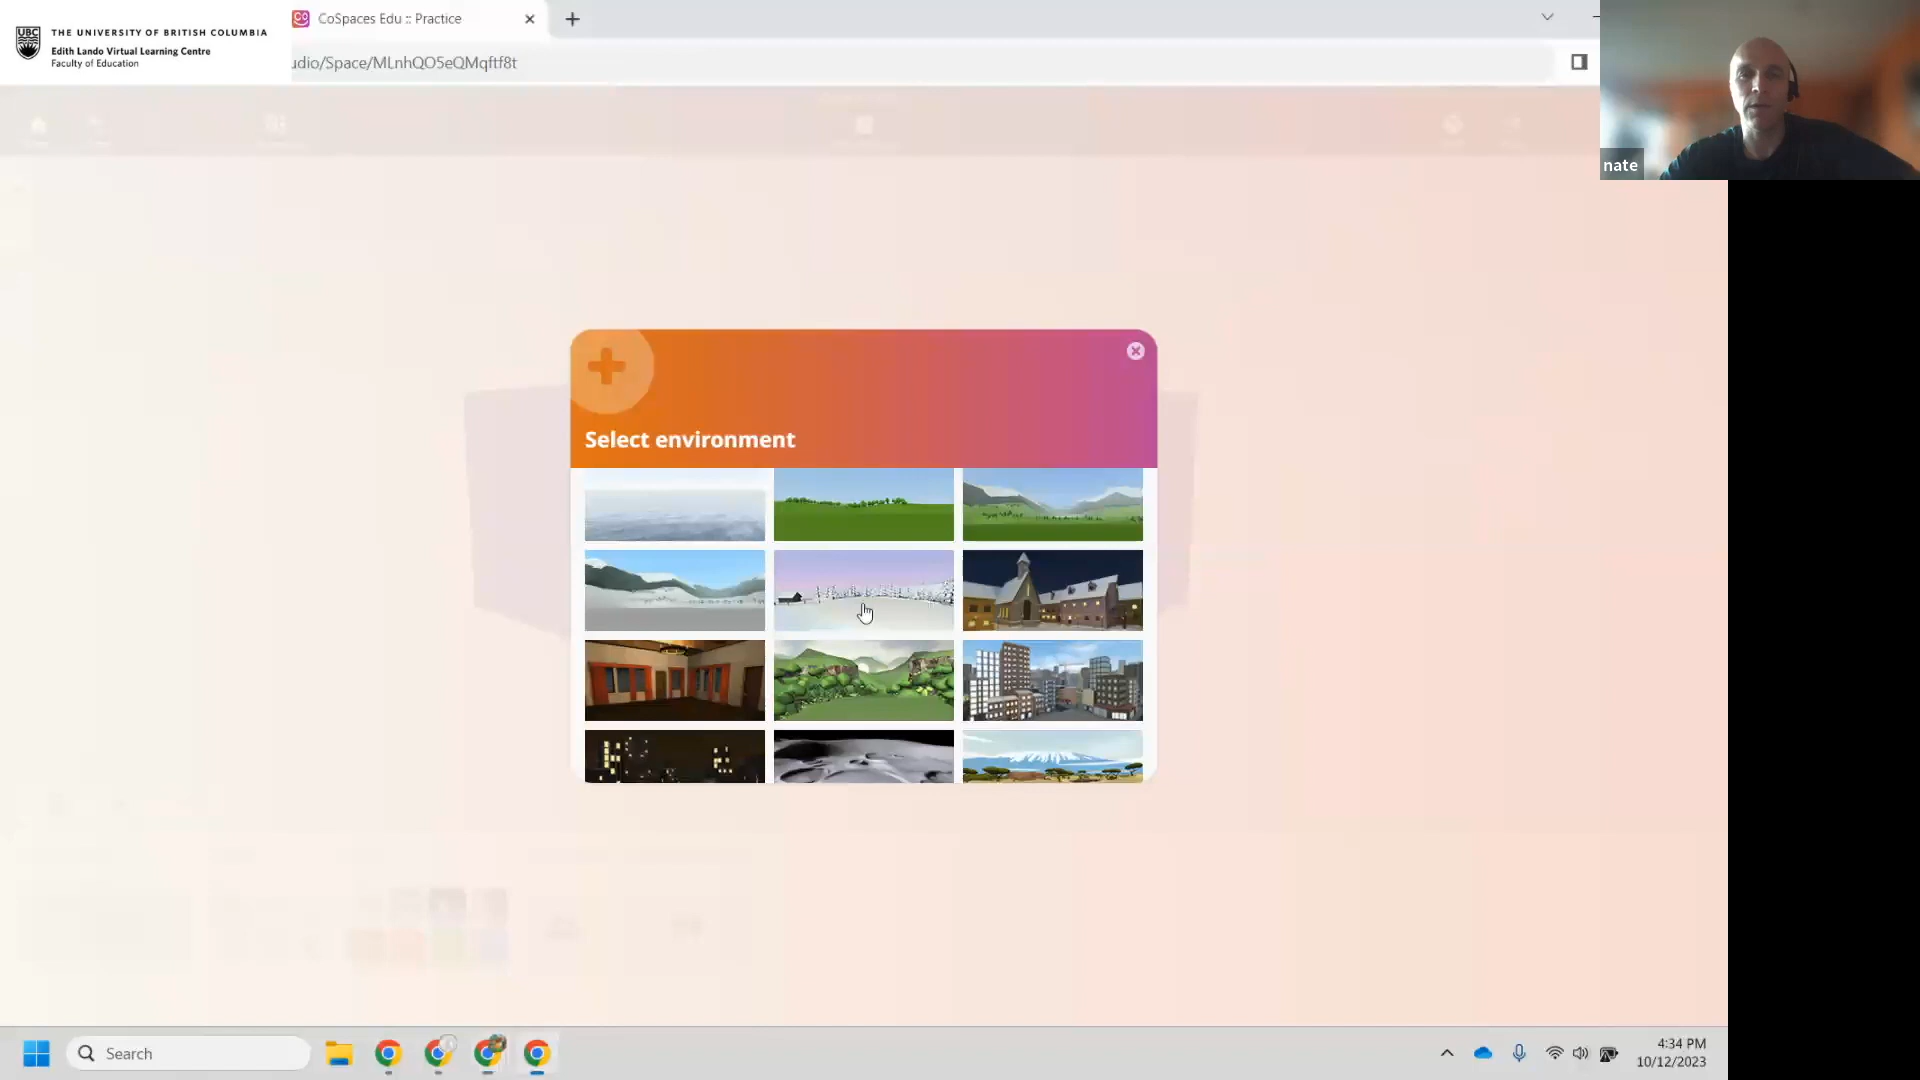 UBC
THE UNIVERSITY OF BRITISH COLUMBIA
Edith Lando Virtual Learning Centre
Faculty of Education
CoSpaces Edu :: Practice
udio/Space/MLnhQO5eQMqftf8t
nate
Select environment
Search
4:34 PM
10/12/2023